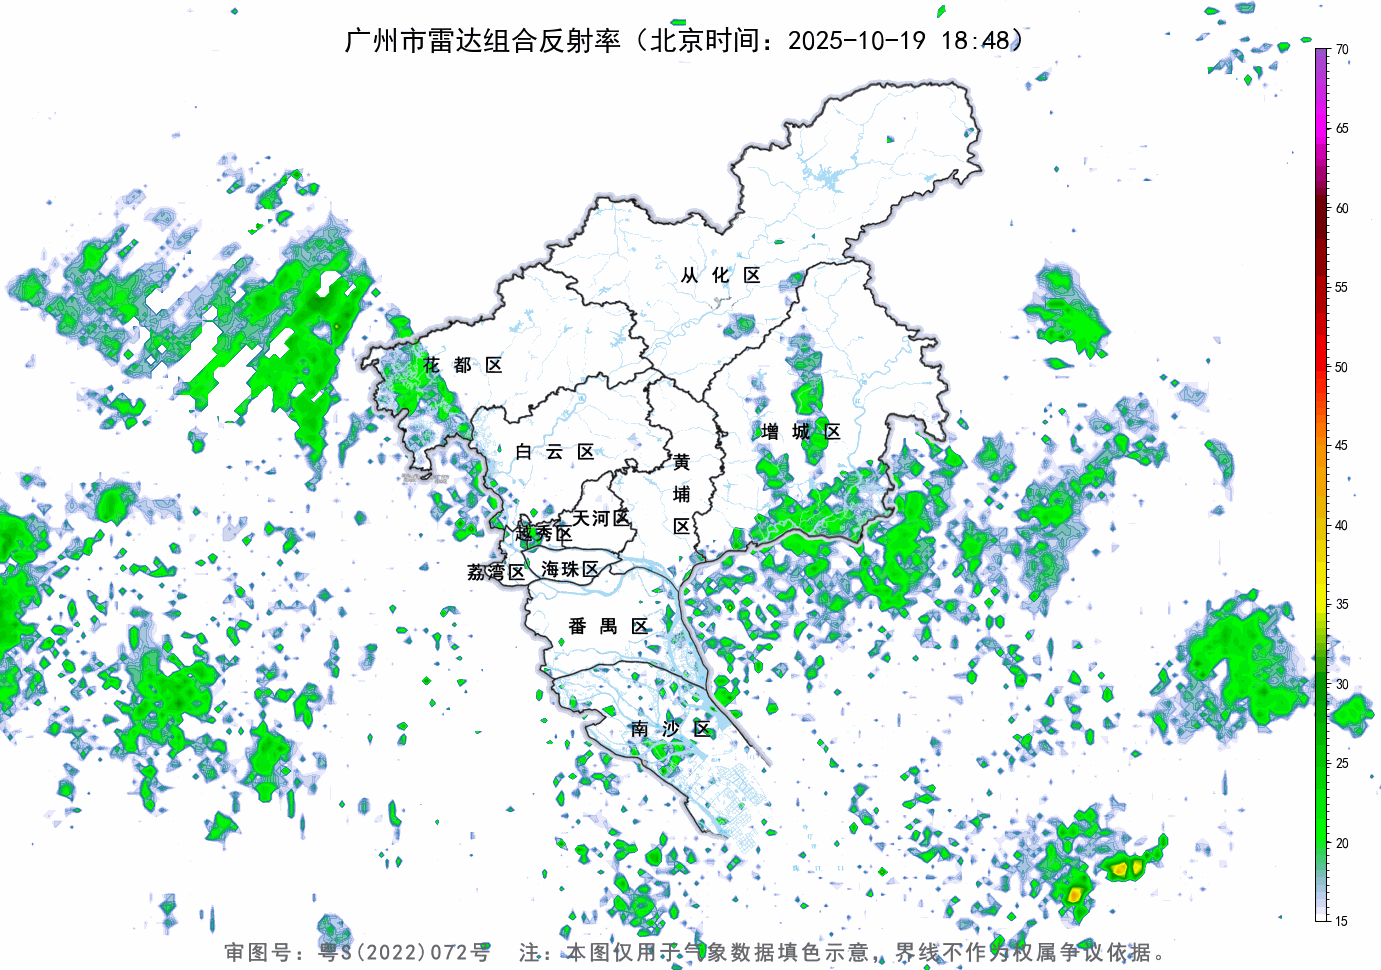 广州市雷达组合反射率（北京时间：2025-10-19 18:48）
70
65
60
55
50
45
40
35
30
25
20
15
从化区
花都区
增城区
白云区
黄埔区
天河区
越秀区
荔湾区
海珠区
番禺区
南沙区
审图号：粤S(2022)072号 注：本图仅用于气象数据填色示意，界线不作为权属争议依据。